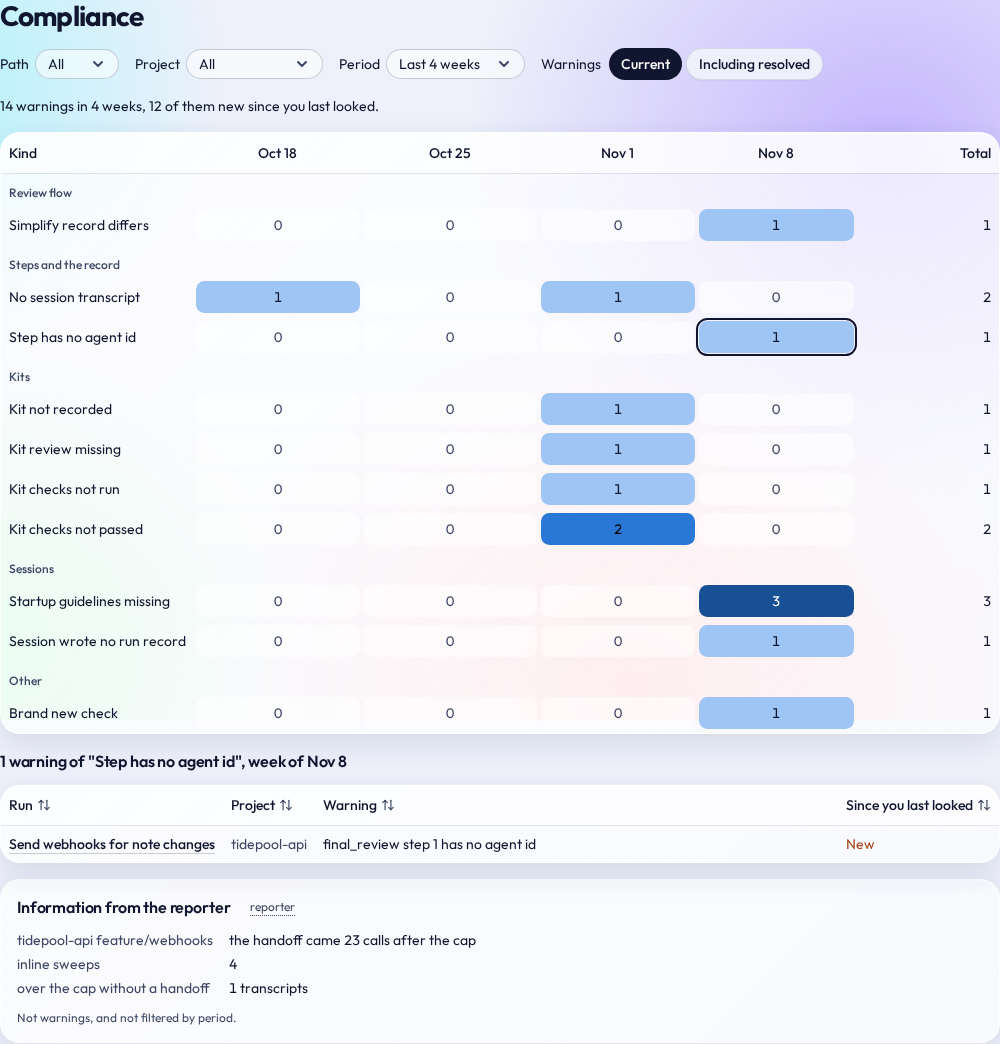 Compliance
Path All Project All Period Last 4 weeks Warnings Current Including resolved
14 warnings in 4 weeks, 12 of them new since you last looked.
Kind Oct 18 Oct 25 Nov 1 Nov 8 Total
Review flow
Simplify record differs 0 0 0 1 1
Steps and the record
No session transcript 1 0 1 0 2
Step has no agent id 0 0 0 1 1
Kits
Kit not recorded 0 0 1 0 1
Kit review missing 0 0 1 0 1
Kit checks not run 0 0 1 0 1
Kit checks not passed 0 0 2 0 2
Sessions
Startup guidelines missing 0 0 0 3 3
Session wrote no run record 0 0 0 1 1
Other
Brand new check 0 0 0 1 1
1 warning of "Step has no agent id", week of Nov 8
Run Project Warning Since you last looked
Send webhooks for note changes tidepool-api final_review step 1 has no agent id New
Information from the reporter reporter
tidepool-api feature/webhooks the handoff came 23 calls after the cap
inline sweeps 4
over the cap without a handoff 1 transcripts
Not warnings, and not filtered by period.